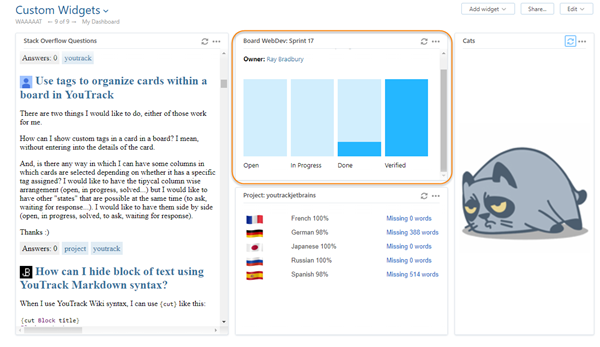 Custom Widgets
WAAAAAT ← 9 of 9 → My Dashboard
Add widget
Share...
Edit
Stack Overflow Questions
Answers: 0 youtrack
Use tags to organize cards within a
board in YouTrack
There are two things I would like to do, either of those work
for me.
How can I show custom tags in a card in a board? I mean,
without entering into the details of the card.
And, is there any way in which I can have some columns in
which cards are selected depending on whether it has a specific
tag assigned? I would like to have the tipycal column wise
arrangement (open, in progress, solved...) but I would like to
have other "states" that are possible at the same time (to ask,
waiting for response...). I would like to have them side by side
(open, in progress, solved, to ask, waiting for response).
Thanks :)
Answers: 0 project youtrack
How can I hide block of text using
YouTrack Markdown syntax?
When I use YouTrack Wiki syntax, I can use {cut} like this:
{cut Block title}
Board WebDev: Sprint 17
Owner: Ray Bradbury
Open In Progress Done Verified
Project: youtrackjetbrains
French 100% Missing 0 words
German 98% Missing 388 words
Japanese 100% Missing 0 words
Russian 100% Missing 0 words
Spanish 98% Missing 514 words
Cats